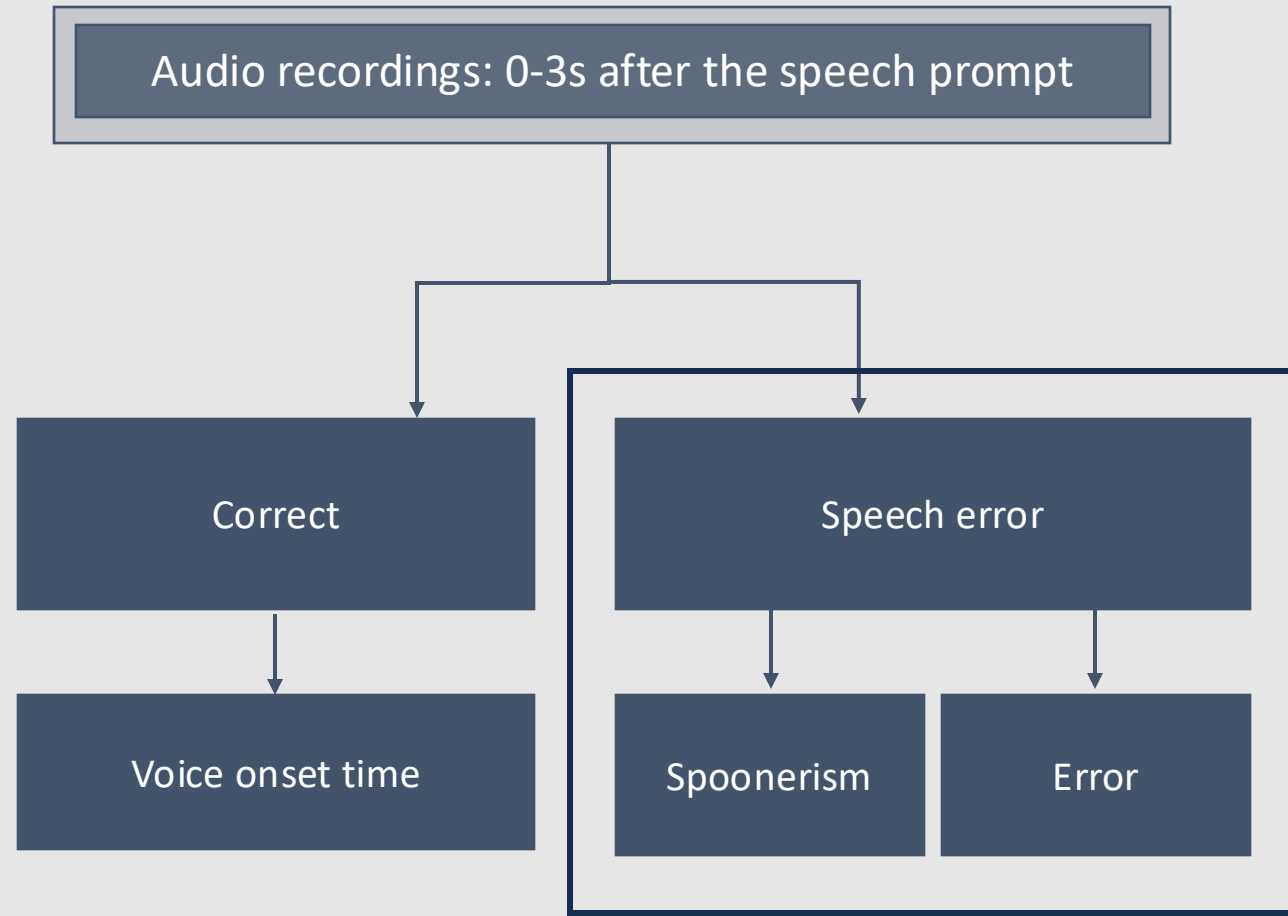 Audio recordings: 0-3s after the speech prompt
Correct
Speech error
Voice onset time
Spoonerism
Error